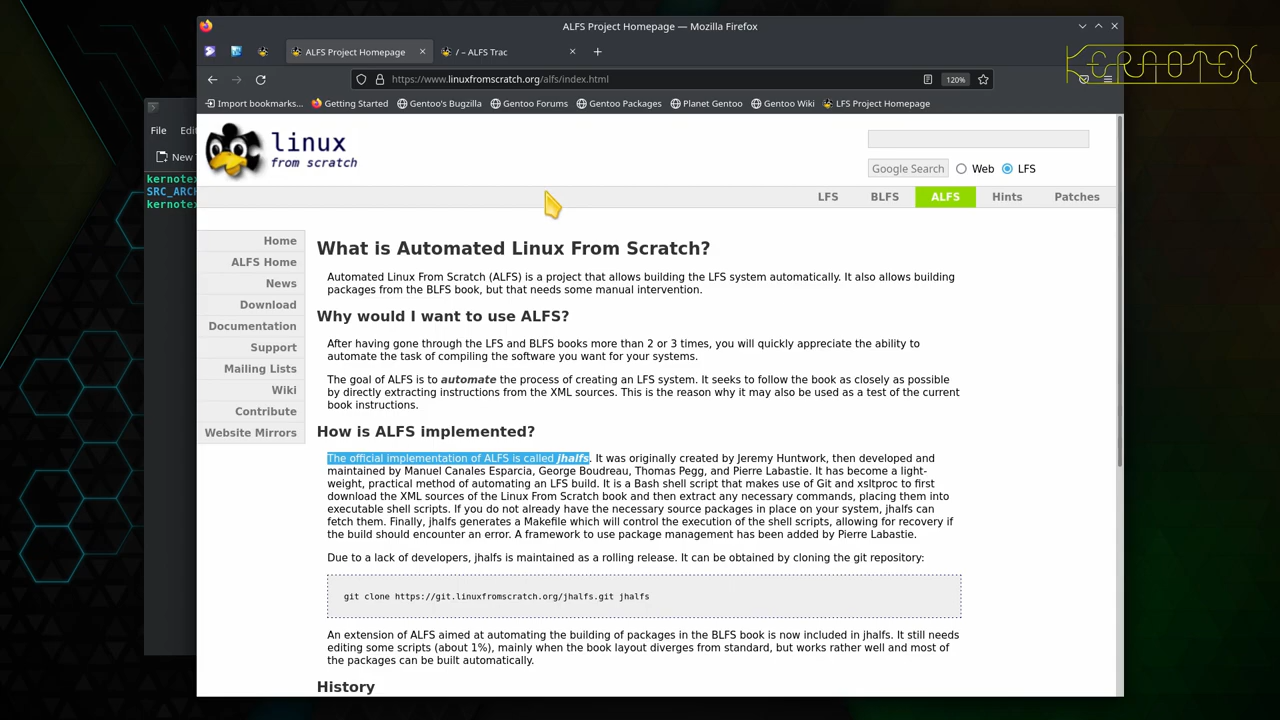 ALFS Project Homepage — Mozilla Firefox
KERNOTEX
ALFS Project Homepage
/ – ALFS Trac
https://www.linuxfromscratch.org/alfs/index.html
120%
Import bookmarks...
Getting Started
Gentoo's Bugzilla
Gentoo Forums
Gentoo Packages
Planet Gentoo
Gentoo Wiki
LFS Project Homepage
File
Edi
New
kernotex
SRC_ARCH
kernotex
linux
from scratch
Google Search
Web
LFS
LFS
BLFS
ALFS
Hints
Patches
Home
ALFS Home
News
Download
Documentation
Support
Mailing Lists
Wiki
Contribute
Website Mirrors
What is Automated Linux From Scratch?
Automated Linux From Scratch (ALFS) is a project that allows building the LFS system automatically. It also allows building
packages from the BLFS book, but that needs some manual intervention.
Why would I want to use ALFS?
After having gone through the LFS and BLFS books more than 2 or 3 times, you will quickly appreciate the ability to
automate the task of compiling the software you want for your systems.
The goal of ALFS is to automate the process of creating an LFS system. It seeks to follow the book as closely as possible
by directly extracting instructions from the XML sources. This is the reason why it may also be used as a test of the current
book instructions.
How is ALFS implemented?
The official implementation of ALFS is called jhalfs. It was originally created by Jeremy Huntwork, then developed and
maintained by Manuel Canales Esparcia, George Boudreau, Thomas Pegg, and Pierre Labastie. It has become a light-
weight, practical method of automating an LFS build. It is a Bash shell script that makes use of Git and xsltproc to first
download the XML sources of the Linux From Scratch book and then extract any necessary commands, placing them into
executable shell scripts. If you do not already have the necessary source packages in place on your system, jhalfs can
fetch them. Finally, jhalfs generates a Makefile which will control the execution of the shell scripts, allowing for recovery if
the build should encounter an error. A framework to use package management has been added by Pierre Labastie.
Due to a lack of developers, jhalfs is maintained as a rolling release. It can be obtained by cloning the git repository:
git clone https://git.linuxfromscratch.org/jhalfs.git jhalfs
An extension of ALFS aimed at automating the building of packages in the BLFS book is now included in jhalfs. It still needs
editing some scripts (about 1%), mainly when the book layout diverges from standard, but works rather well and most of
the packages can be built automatically.
History